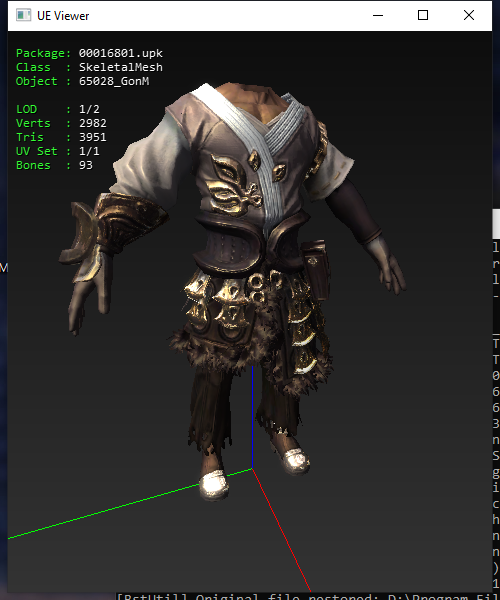 UE Viewer
Package: 00016801.upk
Class  : SkeletalMesh
Object : 65028_GonM
LOD    : 1/2
Verts  : 2982
Tris   : 3951
UV Set : 1/1
Bones  : 93